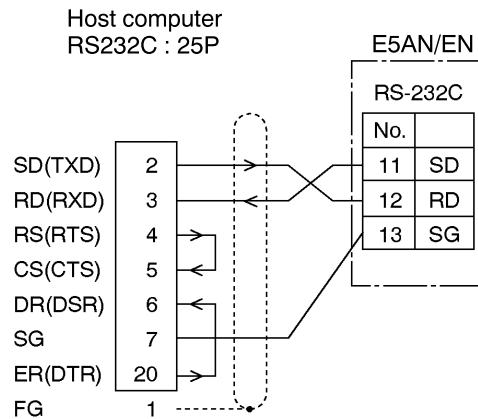 Host computer
RS232C : 25P
E5AN/EN
RS-232C
No.
SD(TXD) 2 11 SD
RD(RXD) 3 12 RD
RS(RTS) 4 13 SG
CS(CTS) 5
DR(DSR) 6
SG 7
ER(DTR) 20
FG 1